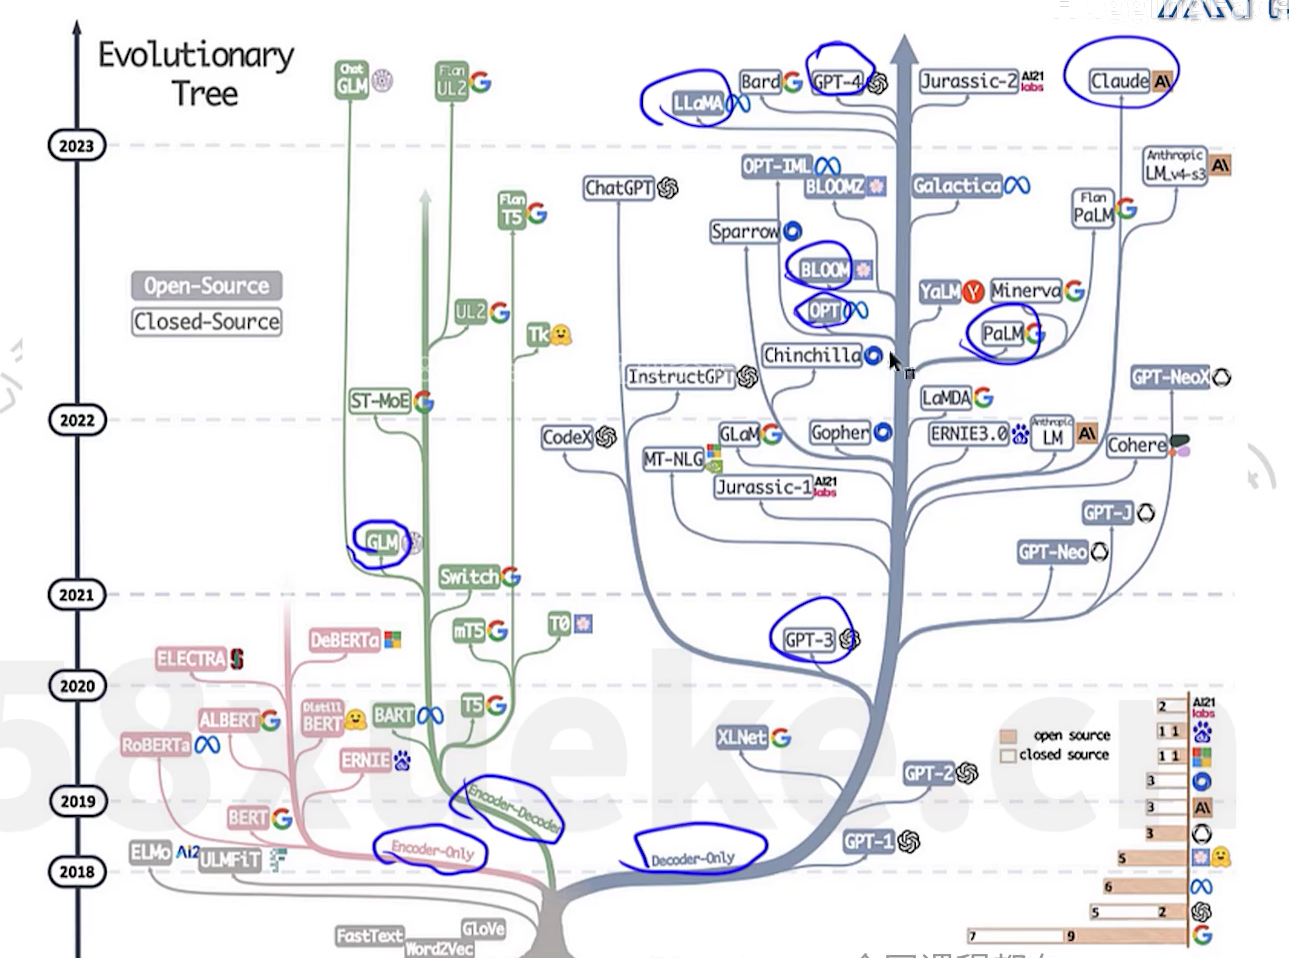 Evolutionary
Tree
2023
2022
2021
2020
2019
2018
Open-Source
Closed-Source
Chat
GLM
Flan
UL2
Flan
T5
UL2
Tk
ST-MoE
GLM
Switch
mT5
T0
DeBERTa
ELECTRA
BART
T5
Distill
BERT
ALBERT
RoBERTa
ERNIE
BERT
Encoder-Decoder
Encoder-Only
Decoder-Only
ELMo
AI2
ULMFiT
FastText
Word2Vec
GloVe
LLaMA
Bard
GPT-4
Jurassic-2
AI21
labs
Claude
A\
ChatGPT
OPT-IML
BLOOMZ
Galactica
Anthropic
LM_v4-s3
A\
Flan
PaLM
Sparrow
BLOOM
OPT
YaLM
Y
Minerva
PaLM
Chinchilla
InstructGPT
GPT-NeoX
LaMDA
CodeX
GLaM
Gopher
ERNIE3.0
Anthropic
LM
A\
Cohere
MT-NLG
Jurassic-1
AI21
labs
GPT-J
GPT-Neo
GPT-3
XLNet
GPT-2
GPT-1
open source
closed source
2
AI21
labs
1 1
1 1
3
3
A\
3
5
6
5 2
7 9
58xueke.cn